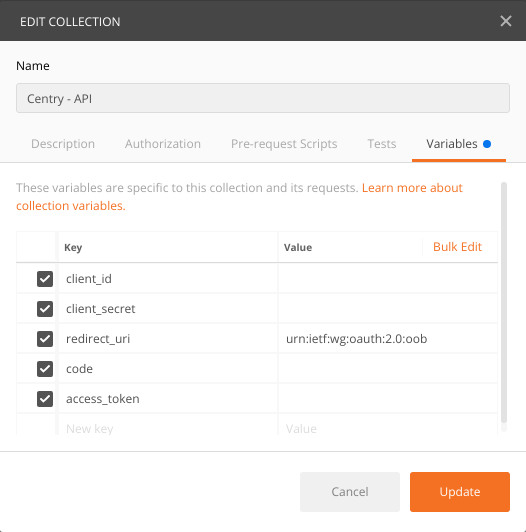 EDIT COLLECTION
Name
Centry - API
Description Authorization Pre-request Scripts Tests Variables
These variables are specific to this collection and its requests. Learn more about
collection variables.
Key Value Bulk Edit
client_id
client_secret
redirect_uri urn:ietf:wg:oauth:2.0:oob
code
access_token
New key Value
Cancel Update